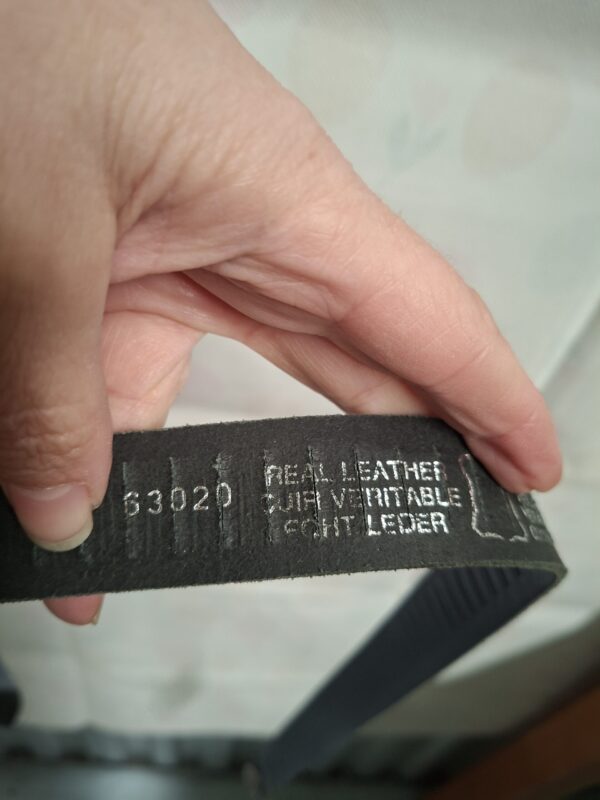 63020
REAL LEATHER
CUIR VERITABLE
ECHT LEDER